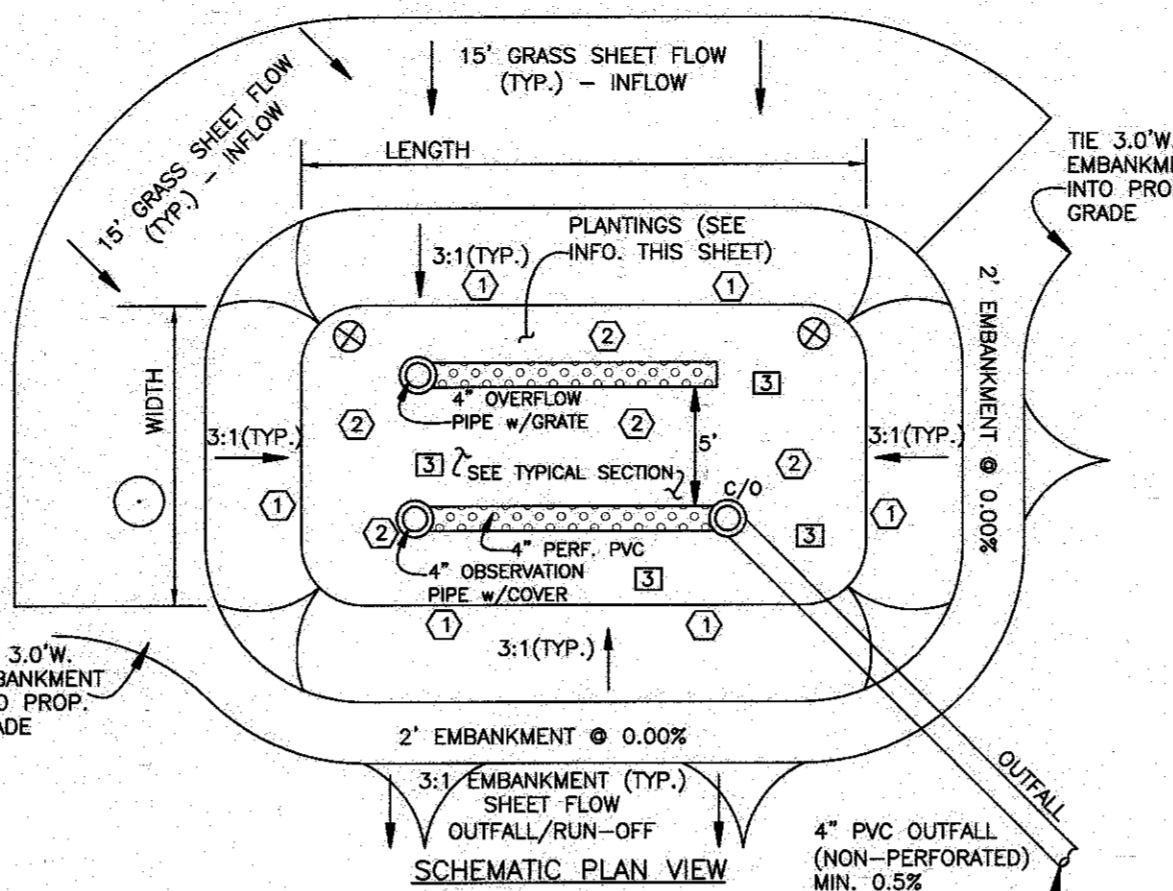 15' GRASS SHEET FLOW
(TYP.) - INFLOW
15' GRASS SHEET FLOW
(TYP.) - INFLOW
LENGTH
TIE 3.0'W.
INTO
GRADE
PLANTINGS (SEE
INFO. THIS SHEET)
3:1(TYP.)
1
1
2
WIDTH
2' EMBANKMENT @ 0.00%
3
4" OVERFLOW
PIPE w/GRATE
2
2
5'
3:1(TYP.)
3:1(TYP.)
3
SEE TYPICAL SECTION
2
C/O
1
1
2
3
4" PERF. PVC
4" OBSERVATION
PIPE w/COVER
3
1
1
3:1(TYP.)
3.0'W.
PROP.
2' EMBANKMENT @ 0.00%
3:1 EMBANKMENT (TYP.)
SHEET FLOW
OUTFALL/RUN-OFF
OUTFALL
4" PVC OUTFALL
(NON-PERFORATED)
MIN. 0.5%
SCHEMATIC PLAN VIEW